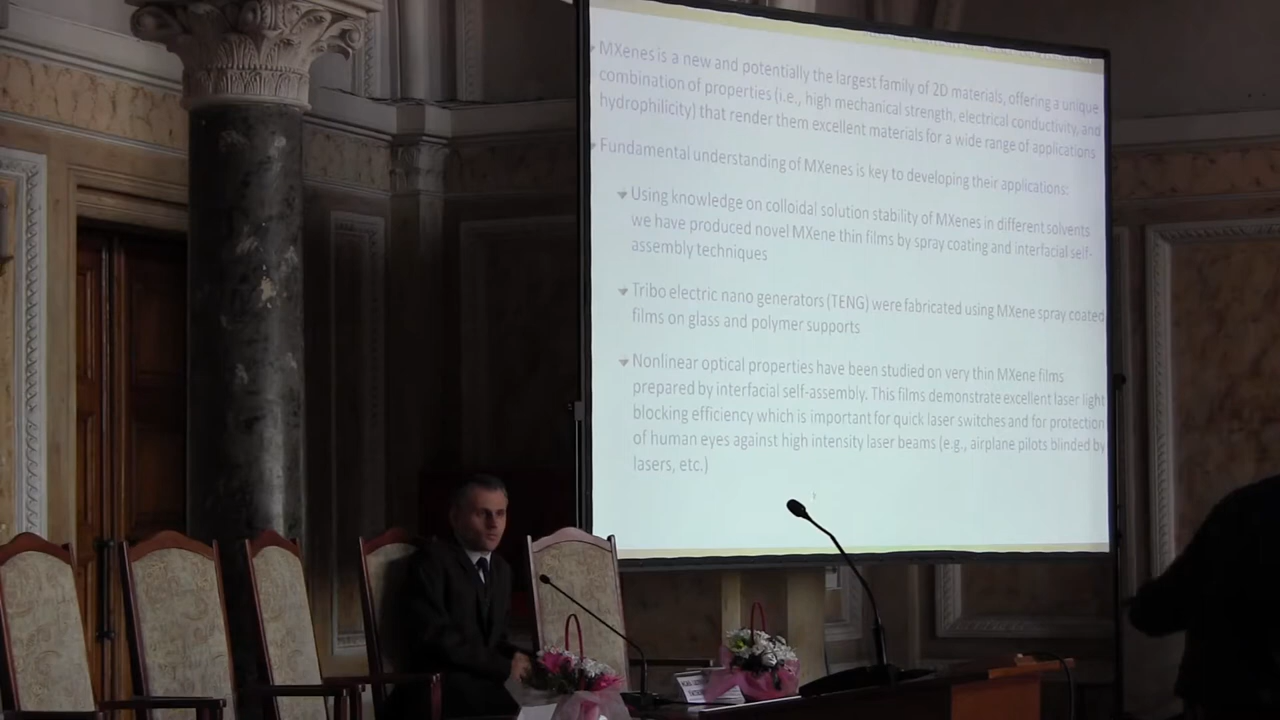 MXenes is a new and potentially the largest family of 2D materials, offering a unique
combination of properties (i.e., high mechanical strength, electrical conductivity, and
hydrophilicity) that render them excellent materials for a wide range of applications
Fundamental understanding of MXenes is key to developing their applications:
Using knowledge on colloidal solution stability of MXenes in different solvents
we have produced novel MXene thin films by spray coating and interfacial self-
assembly techniques
Tribo electric nano generators (TENG) were fabricated using MXene spray coated
films on glass and polymer supports
Nonlinear optical properties have been studied on very thin MXene films
prepared by interfacial self-assembly. This films demonstrate excellent laser light
blocking efficiency which is important for quick laser switches and for protection
of human eyes against high intensity laser beams (e.g., airplane pilots blinded by
lasers, etc.)